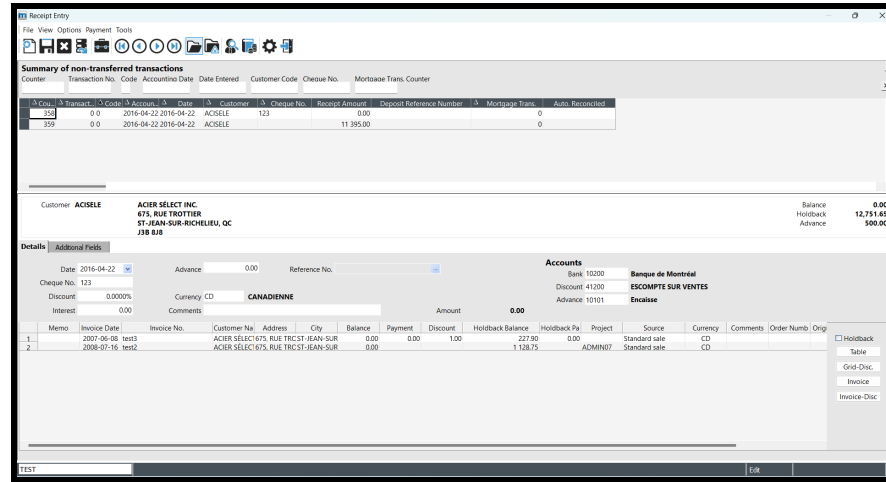 Receipt Entry
File View Options Payment Tools
Summary of non-transferred transactions
Counter Transaction No. Code Accounting Date Date Entered Customer Code Cheque No. Mortgage Trans. Counter
Cou... Transact... Code Accoun... Date Customer Cheque No. Receipt Amount Deposit Reference Number Mortgage Trans. Auto. Reconciled
358 0 0 2016-04-22 2016-04-22 ACISELE 123 0.00 0
359 0 0 2016-04-22 2016-04-22 ACISELE 11 395.00 0
Customer ACISELE ACIER SÉLECT INC. Balance 0.00
675, RUE TROTTIER Holdback 12,751.65
ST-JEAN-SUR-RICHELIEU, QC Advance 500.00
J3B 8J8
Details Additional Fields
Accounts
Date 2016-04-22 Advance 0.00 Reference No. Bank 10200 Banque de Montréal
Cheque No. 123 Discount 41200 ESCOMPTE SUR VENTES
Discount 0.0000% Currency CD CANADIENNE Advance 10101 Encaisse
Interest 0.00 Comments Amount 0.00
Memo Invoice Date Invoice No. Customer Na Address City Balance Payment Discount Holdback Balance Holdback Pa Project Source Currency Comments Order Numb Origi
1 2007-06-08 test3 ACIER SÉLECT 675, RUE TRC ST-JEAN-SUR 0.00 0.00 1.00 227.90 0.00 Standard sale CD
2 2008-07-16 test2 ACIER SÉLECT 675, RUE TRC ST-JEAN-SUR 0.00 1 128.75 ADMIN07 Standard sale CD
Holdback
Table
Grid-Disc.
Invoice
Invoice-Disc
TEST Edit